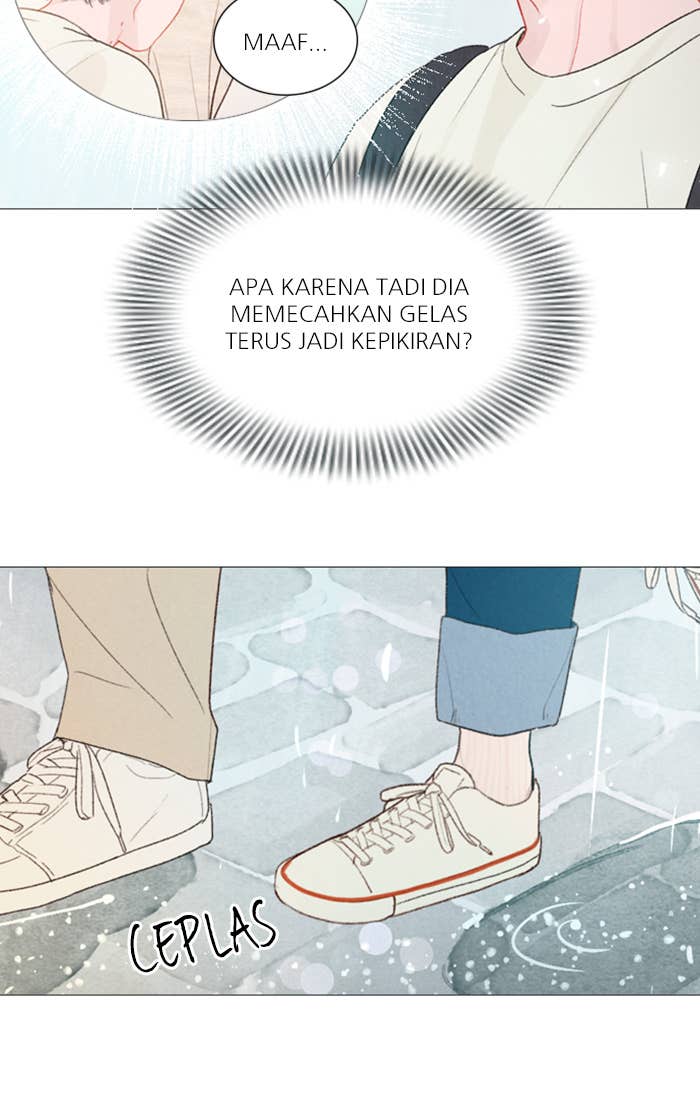 MAAF...
APA KARENA TADI DIA
MEMECAHKAN GELAS
TERUS JADI KEPIKIRAN?
CEPLAS